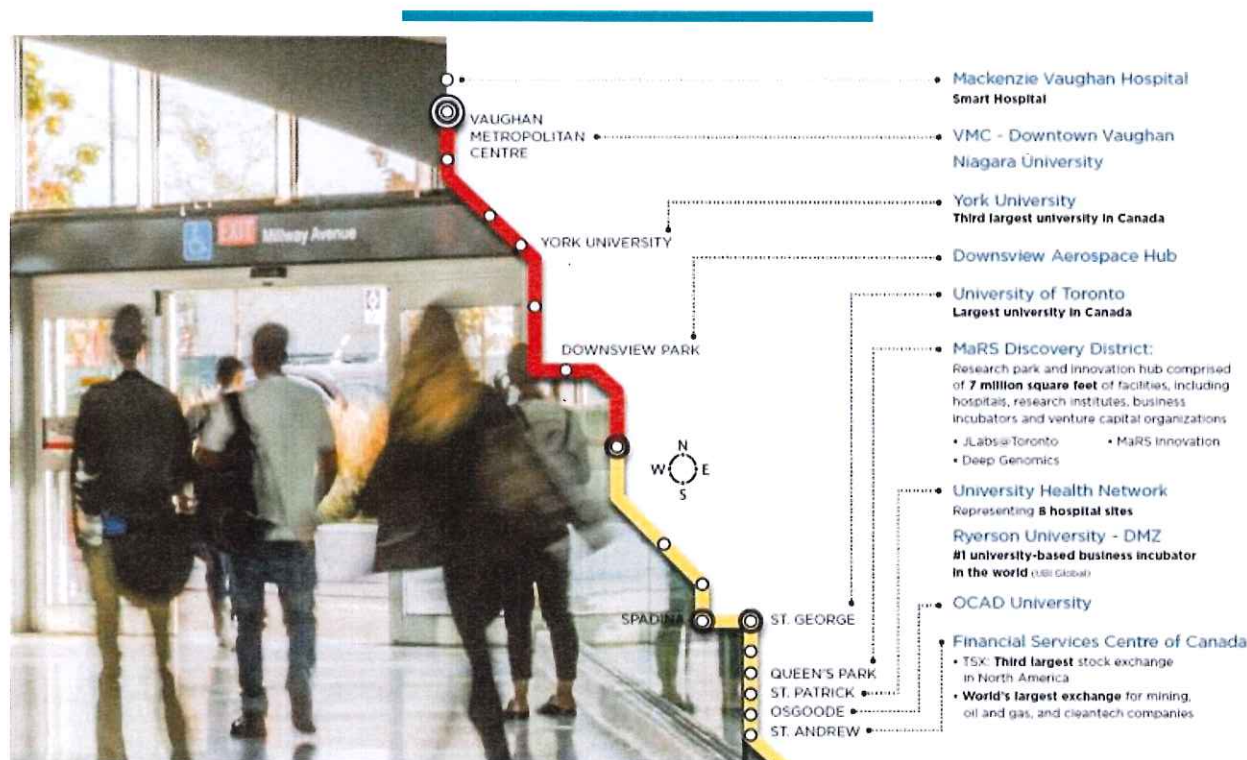 Mackenzie Vaughan Hospital
Smart Hospital
VAUGHAN
METROPOLITAN
CENTRE
VMC - Downtown Vaughan
Niagara University
York University
Third largest university in Canada
EXIT Millway Avenue
YORK UNIVERSITY
Downsview Aerospace Hub
University of Toronto
Largest university in Canada
DOWNSVIEW PARK
MaRS Discovery District:
Research park and innovation hub comprised
of 7 million square feet of facilities, including
hospitals, research institutes, business
incubators and venture capital organizations
• JLabs@Toronto • MaRS Innovation
• Deep Genomics
N
W E
S
University Health Network
Representing 8 hospital sites
Ryerson University - DMZ
#1 university-based business incubator
in the world (UBI Global)
OCAD University
SPADINA
ST. GEORGE
Financial Services Centre of Canada
• TSX: Third largest stock exchange
in North America
• World's largest exchange for mining,
oil and gas, and cleantech companies
QUEEN'S PARK
ST. PATRICK
OSGOODE
ST. ANDREW